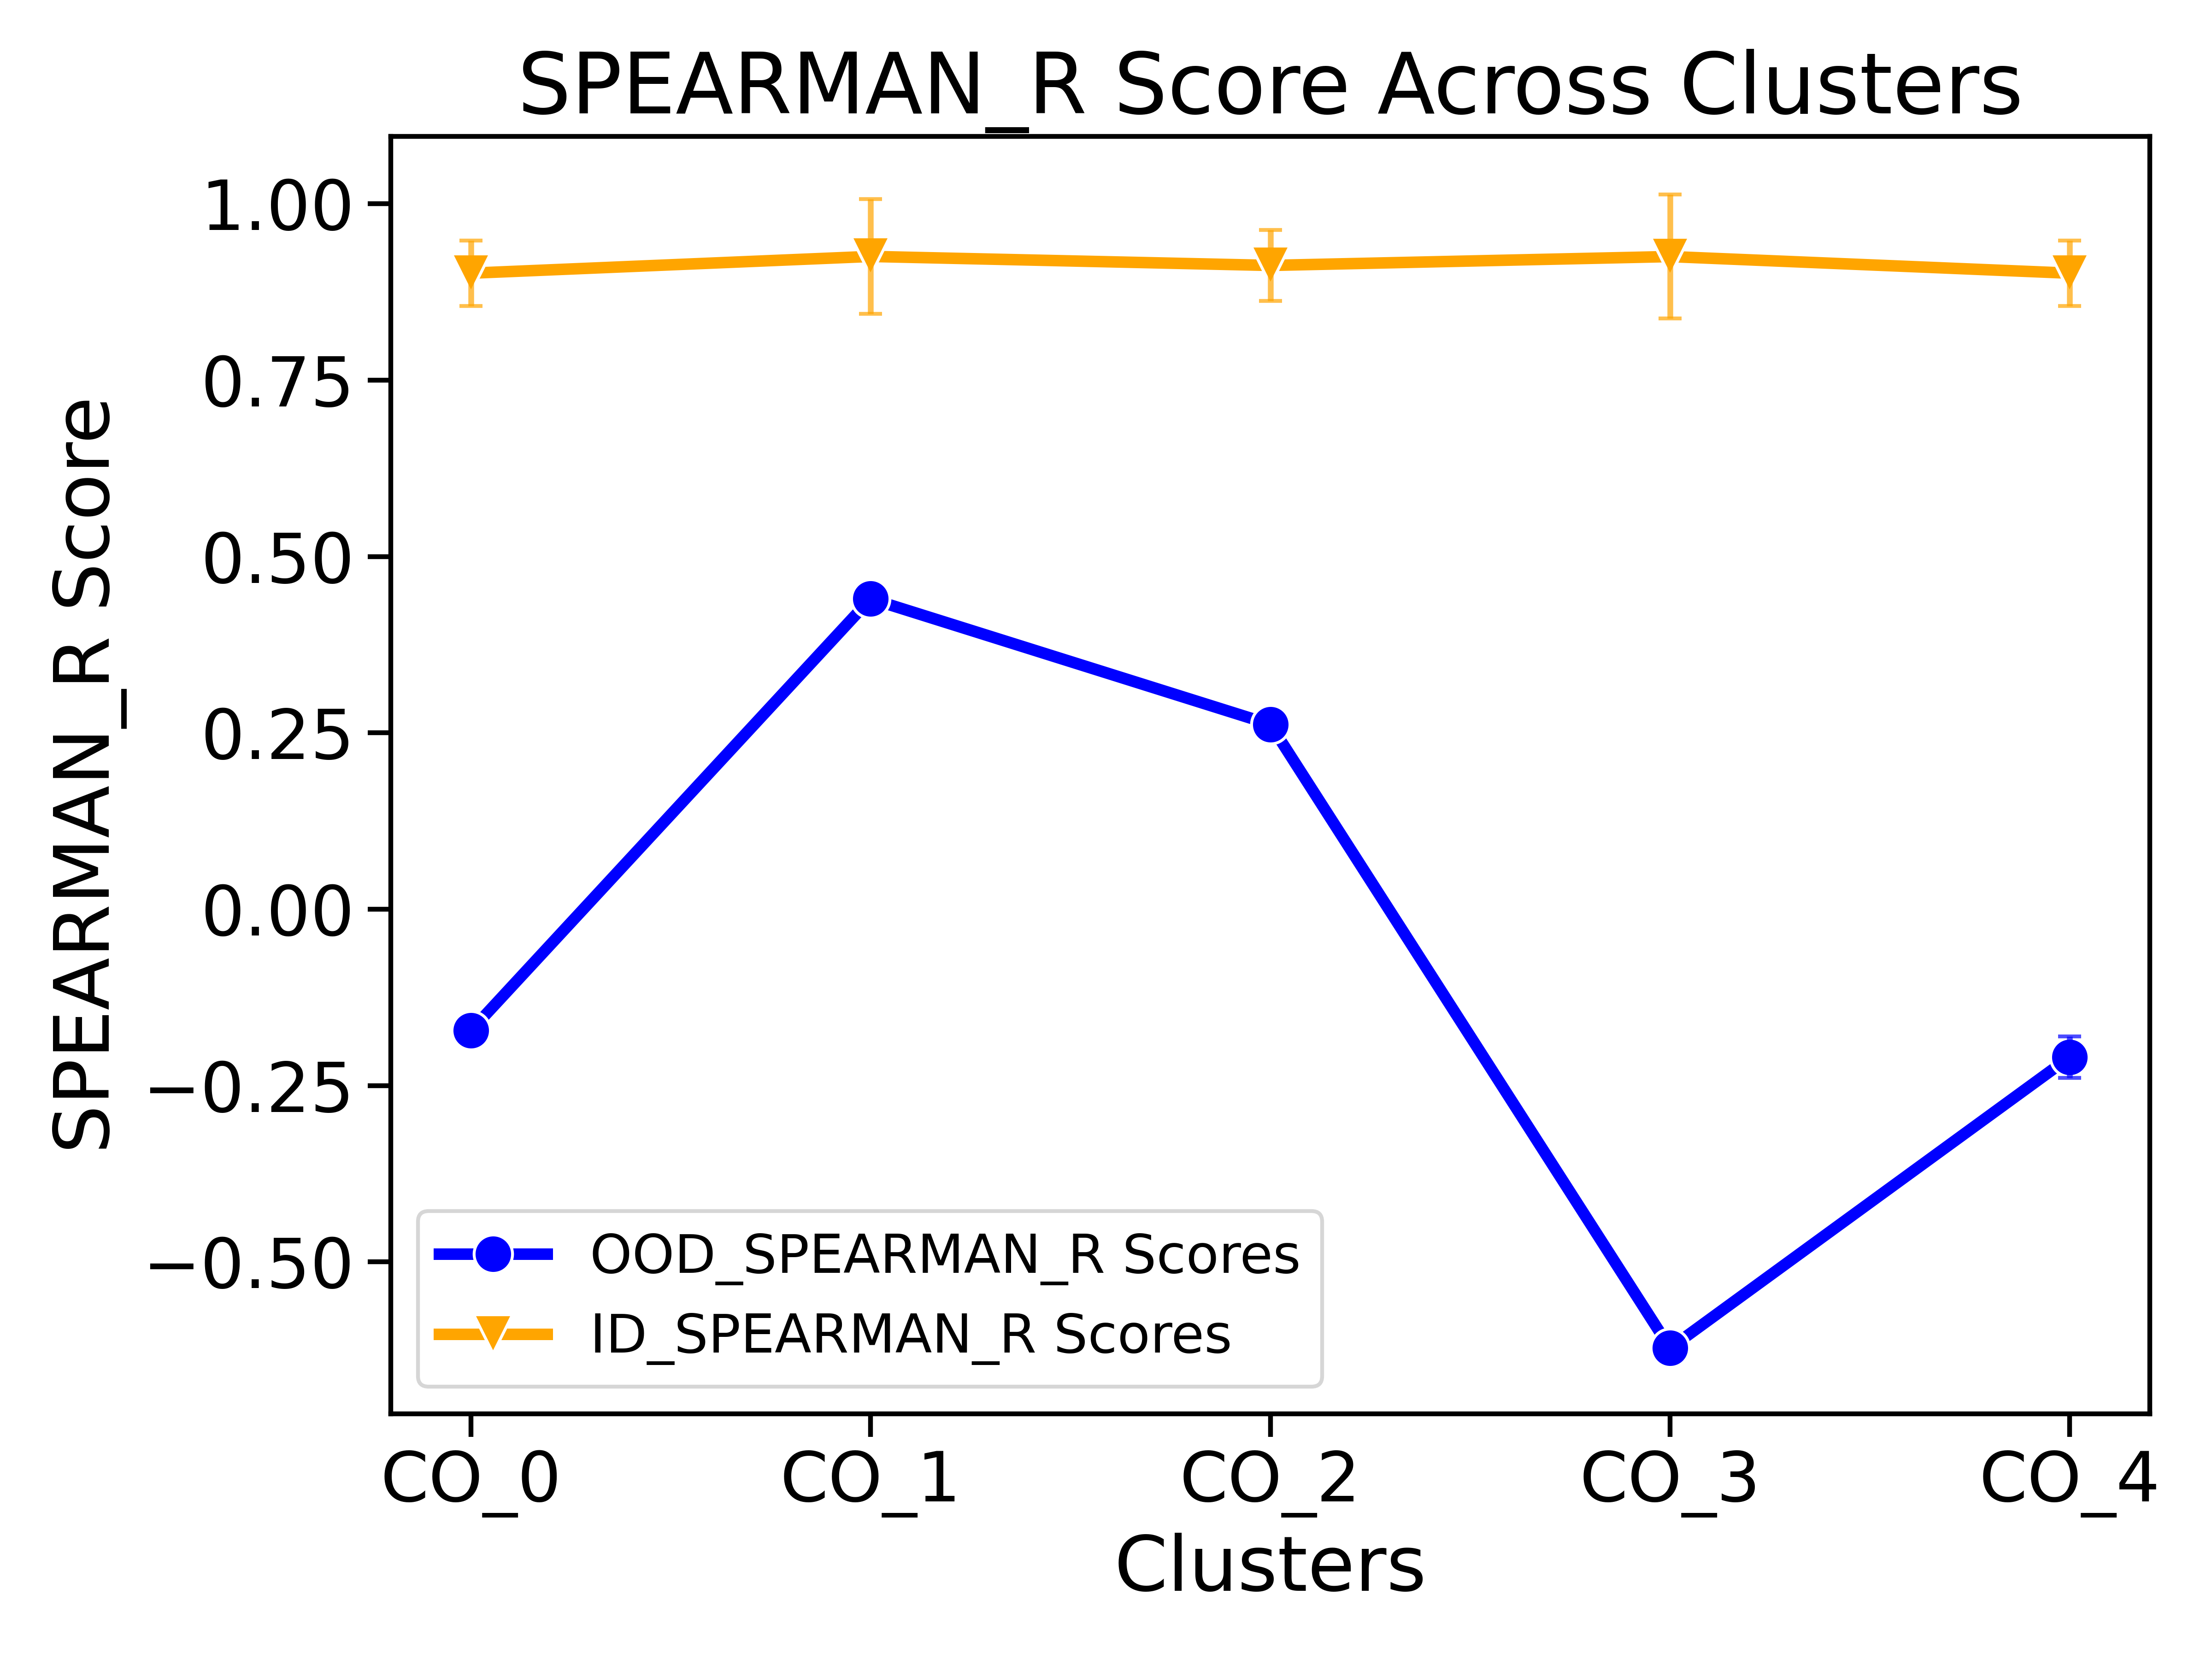 SPEARMAN_R Score Across Clusters
SPEARMAN_R Score
1.00
0.75
0.50
0.25
0.00
−0.25
−0.50
OOD_SPEARMAN_R Scores
ID_SPEARMAN_R Scores
CO_0 CO_1 CO_2 CO_3 CO_4
Clusters